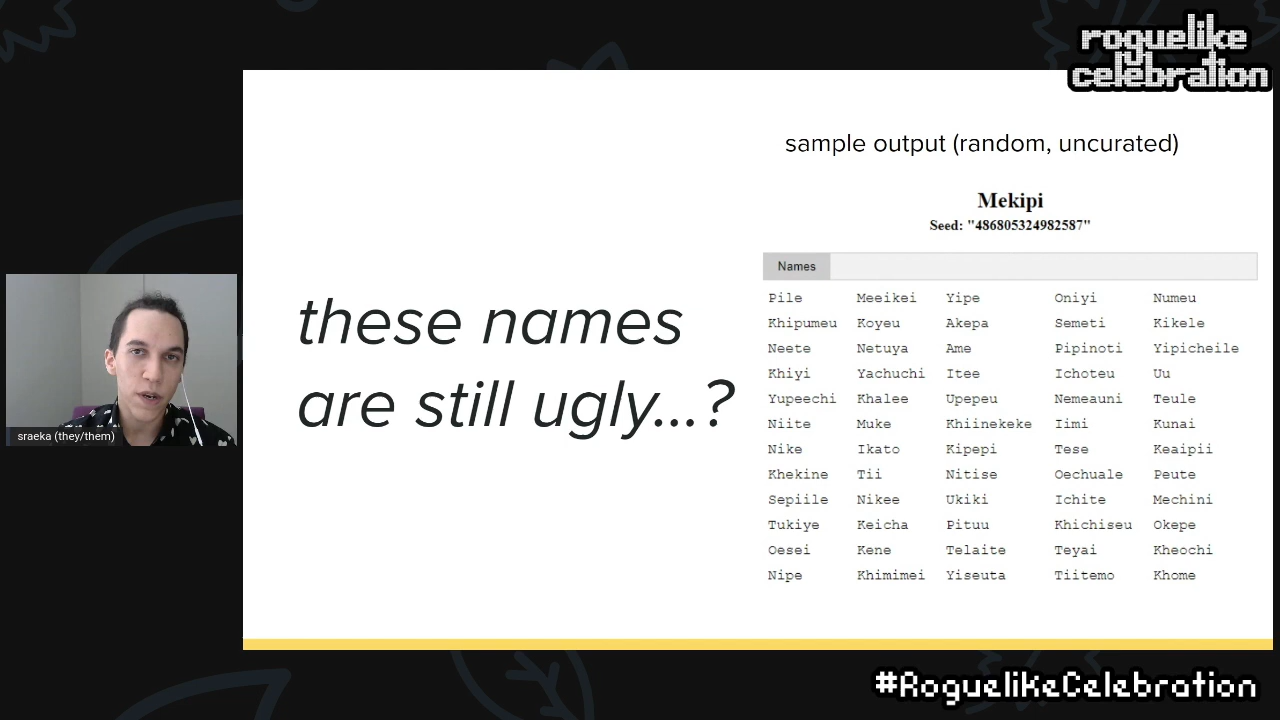 roguelike
celebration
sample output (random, uncurated)
Mekipi
Seed: "486805324982587"
these names
are still ugly...?
Names
Pile Meeikei Yipe Oniyi Numeu
Khipumeu Koyeu Akepa Semeti Kikele
Neete Netuya Ame Pipinoti Yipicheile
Khiyi Yachuchi Itee Ichoteu Uu
Yupeechi Khalee Upepeu Nemeauni Teule
Niite Muke Khiinekeke Iimi Kunai
Nike Ikato Kipepi Tese Keaipii
Khekine Tii Nitise Oechuale Peute
Sepiile Nikee Ukiki Ichite Mechini
Tukiye Keicha Pituu Khichiseu Okepe
Oesei Kene Telaite Teyai Kheochi
Nipe Khimimei Yiseuta Tiitemo Khome
sraeka (they/them)
#RoguelikeCelebration